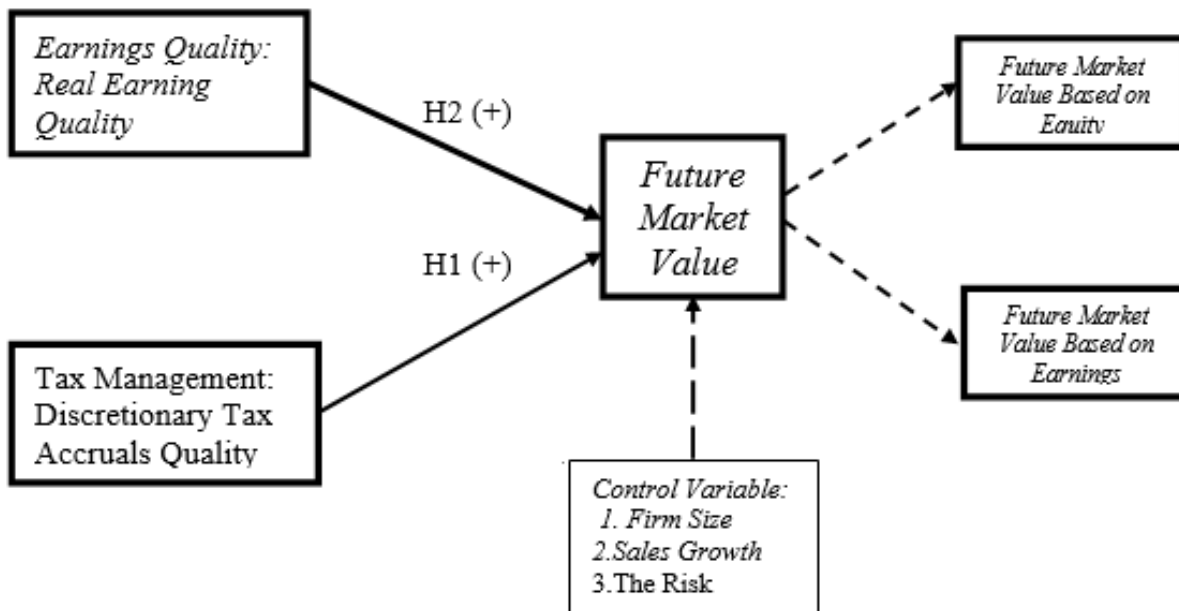 Earnings Quality:
Real Earning
Quality
H2 (+)
Future Market
Value Based on
Equity
Future
Market
Value
H1 (+)
Tax Management:
Discretionary Tax
Accruals Quality
Future Market
Value Based on
Earnings
Control Variable:
1. Firm Size
2.Sales Growth
3.The Risk